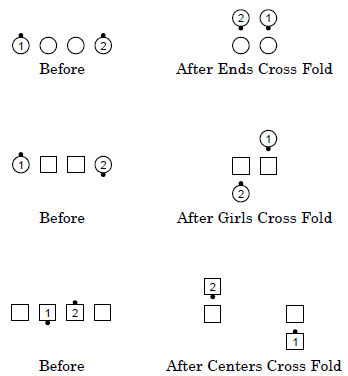 2 1
1 2
Before After Ends Cross Fold
1
1 2
2
Before After Girls Cross Fold
2
1 2
1
Before After Centers Cross Fold